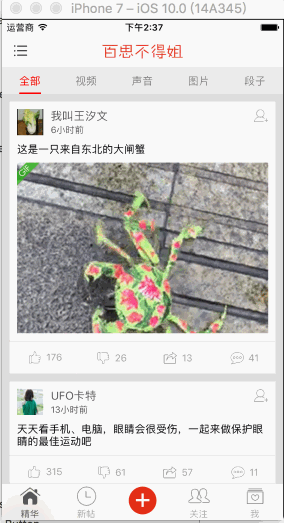 iPhone 7 – iOS 10.0 (14A345)
运营商 下午2:37
百思不得姐
全部 视频 声音 图片 段子
我叫王汐文
6小时前
这是一只来自东北的大闸蟹
GIF
176 26 13 41
UFO卡特
13小时前
天天看手机、电脑，眼睛会很受伤，一起来做保护眼
睛的最佳运动吧
315 61 57 11
精华 新帖 关注 我